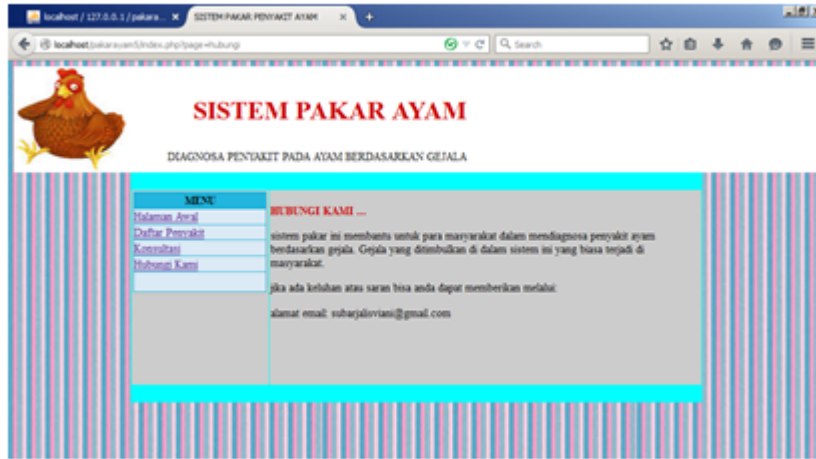 localhost / 127.0.0.1 / pakara...
SISTEM PAKAR PENYAKIT AYAM
localhost/pakarayam5/index.php?page=hubungi
Search
SISTEM PAKAR AYAM
DIAGNOSA PENYAKIT PADA AYAM BERDASARKAN GEJALA
MENU
Halaman Awal
Daftar Penyakit
Konsultasi
Hubungi Kami
HUBUNGI KAMI ...
sistem pakar ini membantu untuk para masyarakat dalam mendiagnosa penyakit ayam
berdasarkan gejala. Gejala yang ditimbulkan di dalam sistem ini yang biasa terjadi di
masyarakat.
jika ada keluhan atau saran bisa anda dapat memberikan melalui:
alamat email: subarjalisviani@gmail.com